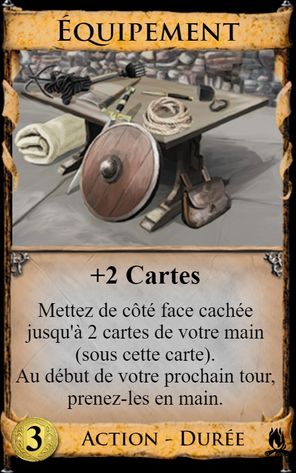 ÉQUIPEMENT
+2 Cartes
Mettez de côté face cachée
jusqu'à 2 cartes de votre main
(sous cette carte).
Au début de votre prochain tour,
prenez-les en main.
3
ACTION - DURÉE